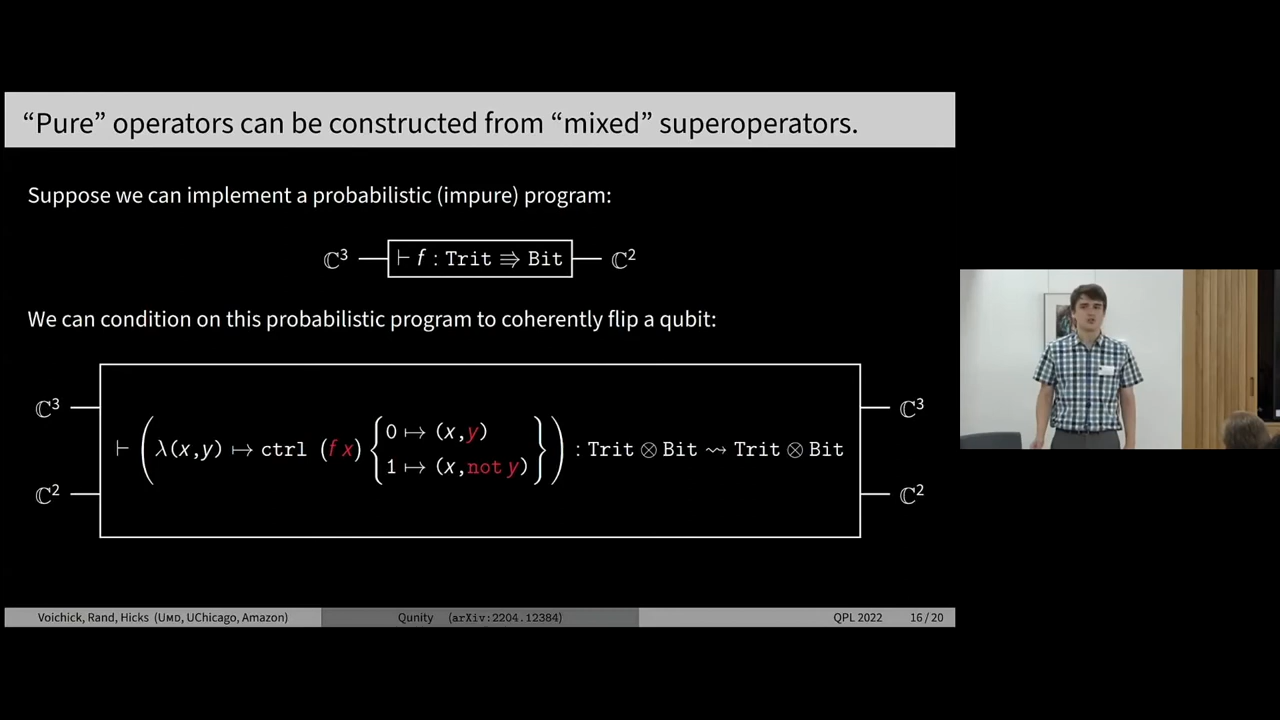 “Pure” operators can be constructed from “mixed” superoperators.
Suppose we can implement a probabilistic (impure) program:
ℂ³ ⊢ f : Trit ⇛ Bit ℂ²
We can condition on this probabilistic program to coherently flip a qubit:
ℂ³ ℂ³
⊢ (λ(x,y) ↦ ctrl (f x) {0 ↦ (x,y)
1 ↦ (x,not y)}) : Trit ⊗ Bit ⇝ Trit ⊗ Bit
ℂ² ℂ²
Voichick, Rand, Hicks (UMD, UChicago, Amazon) Qunity (arXiv:2204.12384) QPL 2022 16/20